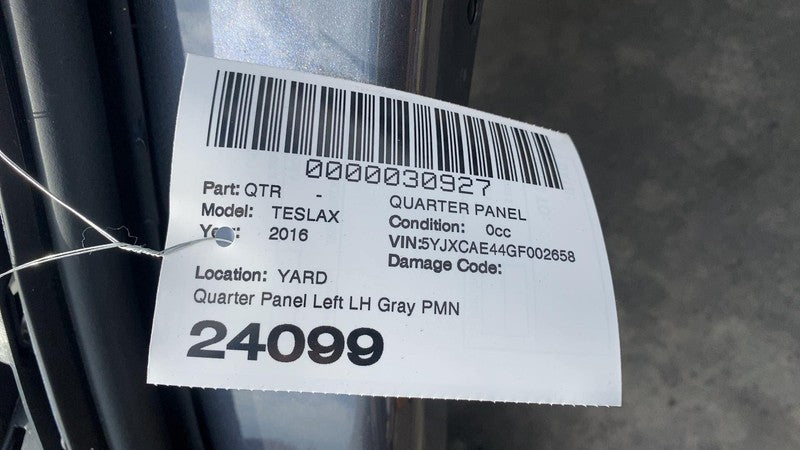 0000030927
Part: QTR - QUARTER PANEL
Model: TESLAX Condition: 0cc
2016 VIN:5YJXCAE44GF002658
Damage Code:
Location: YARD
Quarter Panel Left LH Gray PMN
24099